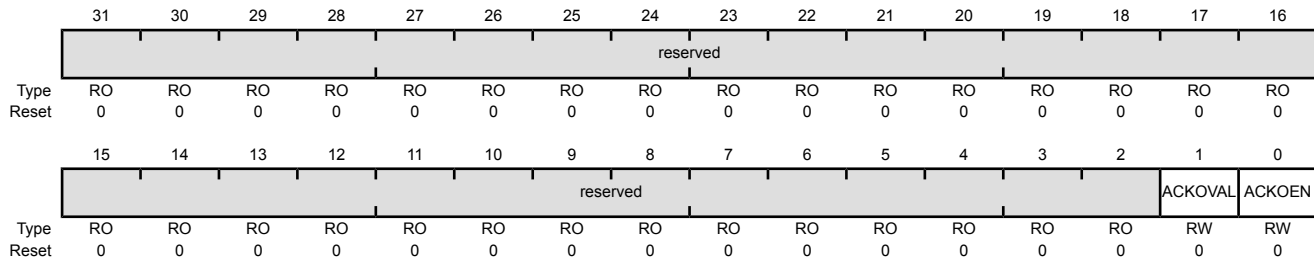 31 30 29 28 27 26 25 24 23 22 21 20 19 18 17 16
reserved
Type RO RO RO RO RO RO RO RO RO RO RO RO RO RO RO RO
Reset 0 0 0 0 0 0 0 0 0 0 0 0 0 0 0 0
15 14 13 12 11 10 9 8 7 6 5 4 3 2 1 0
reserved ACKOVAL ACKOEN
Type RO RO RO RO RO RO RO RO RO RO RO RO RO RO RW RW
Reset 0 0 0 0 0 0 0 0 0 0 0 0 0 0 0 0